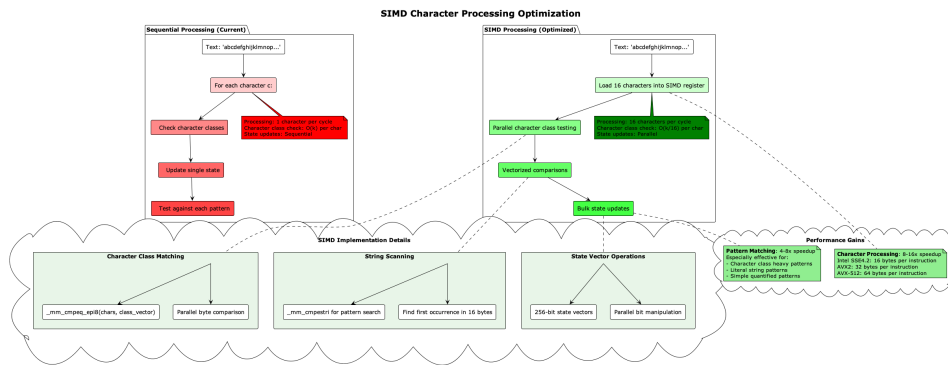 SIMD Character Processing Optimization
Sequential Processing (Current)
Text: 'abcdefghijklmnop...'
For each character c:
Processing: 1 character per cycle
Character class check: O(k) per char
State updates: Sequential
Check character classes
Update single state
Test against each pattern
SIMD Processing (Optimized)
Text: 'abcdefghijklmnop...'
Load 16 characters into SIMD register
Processing: 16 characters per cycle
Character class check: O(k/16) per char
State updates: Parallel
Parallel character class testing
Vectorized comparisons
Bulk state updates
SIMD Implementation Details
Character Class Matching
_mm_cmpeq_epi8(chars, class_vector)
Parallel byte comparison
String Scanning
_mm_cmpestri for pattern search
Find first occurrence in 16 bytes
State Vector Operations
256-bit state vectors
Parallel bit manipulation
Performance Gains
Pattern Matching: 4-8x speedup
Especially effective for:
- Character class heavy patterns
- Literal string patterns
- Simple quantified patterns
Character Processing: 8-16x speedup
Intel SSE4.2: 16 bytes per instruction
AVX2: 32 bytes per instruction
AVX-512: 64 bytes per instruction